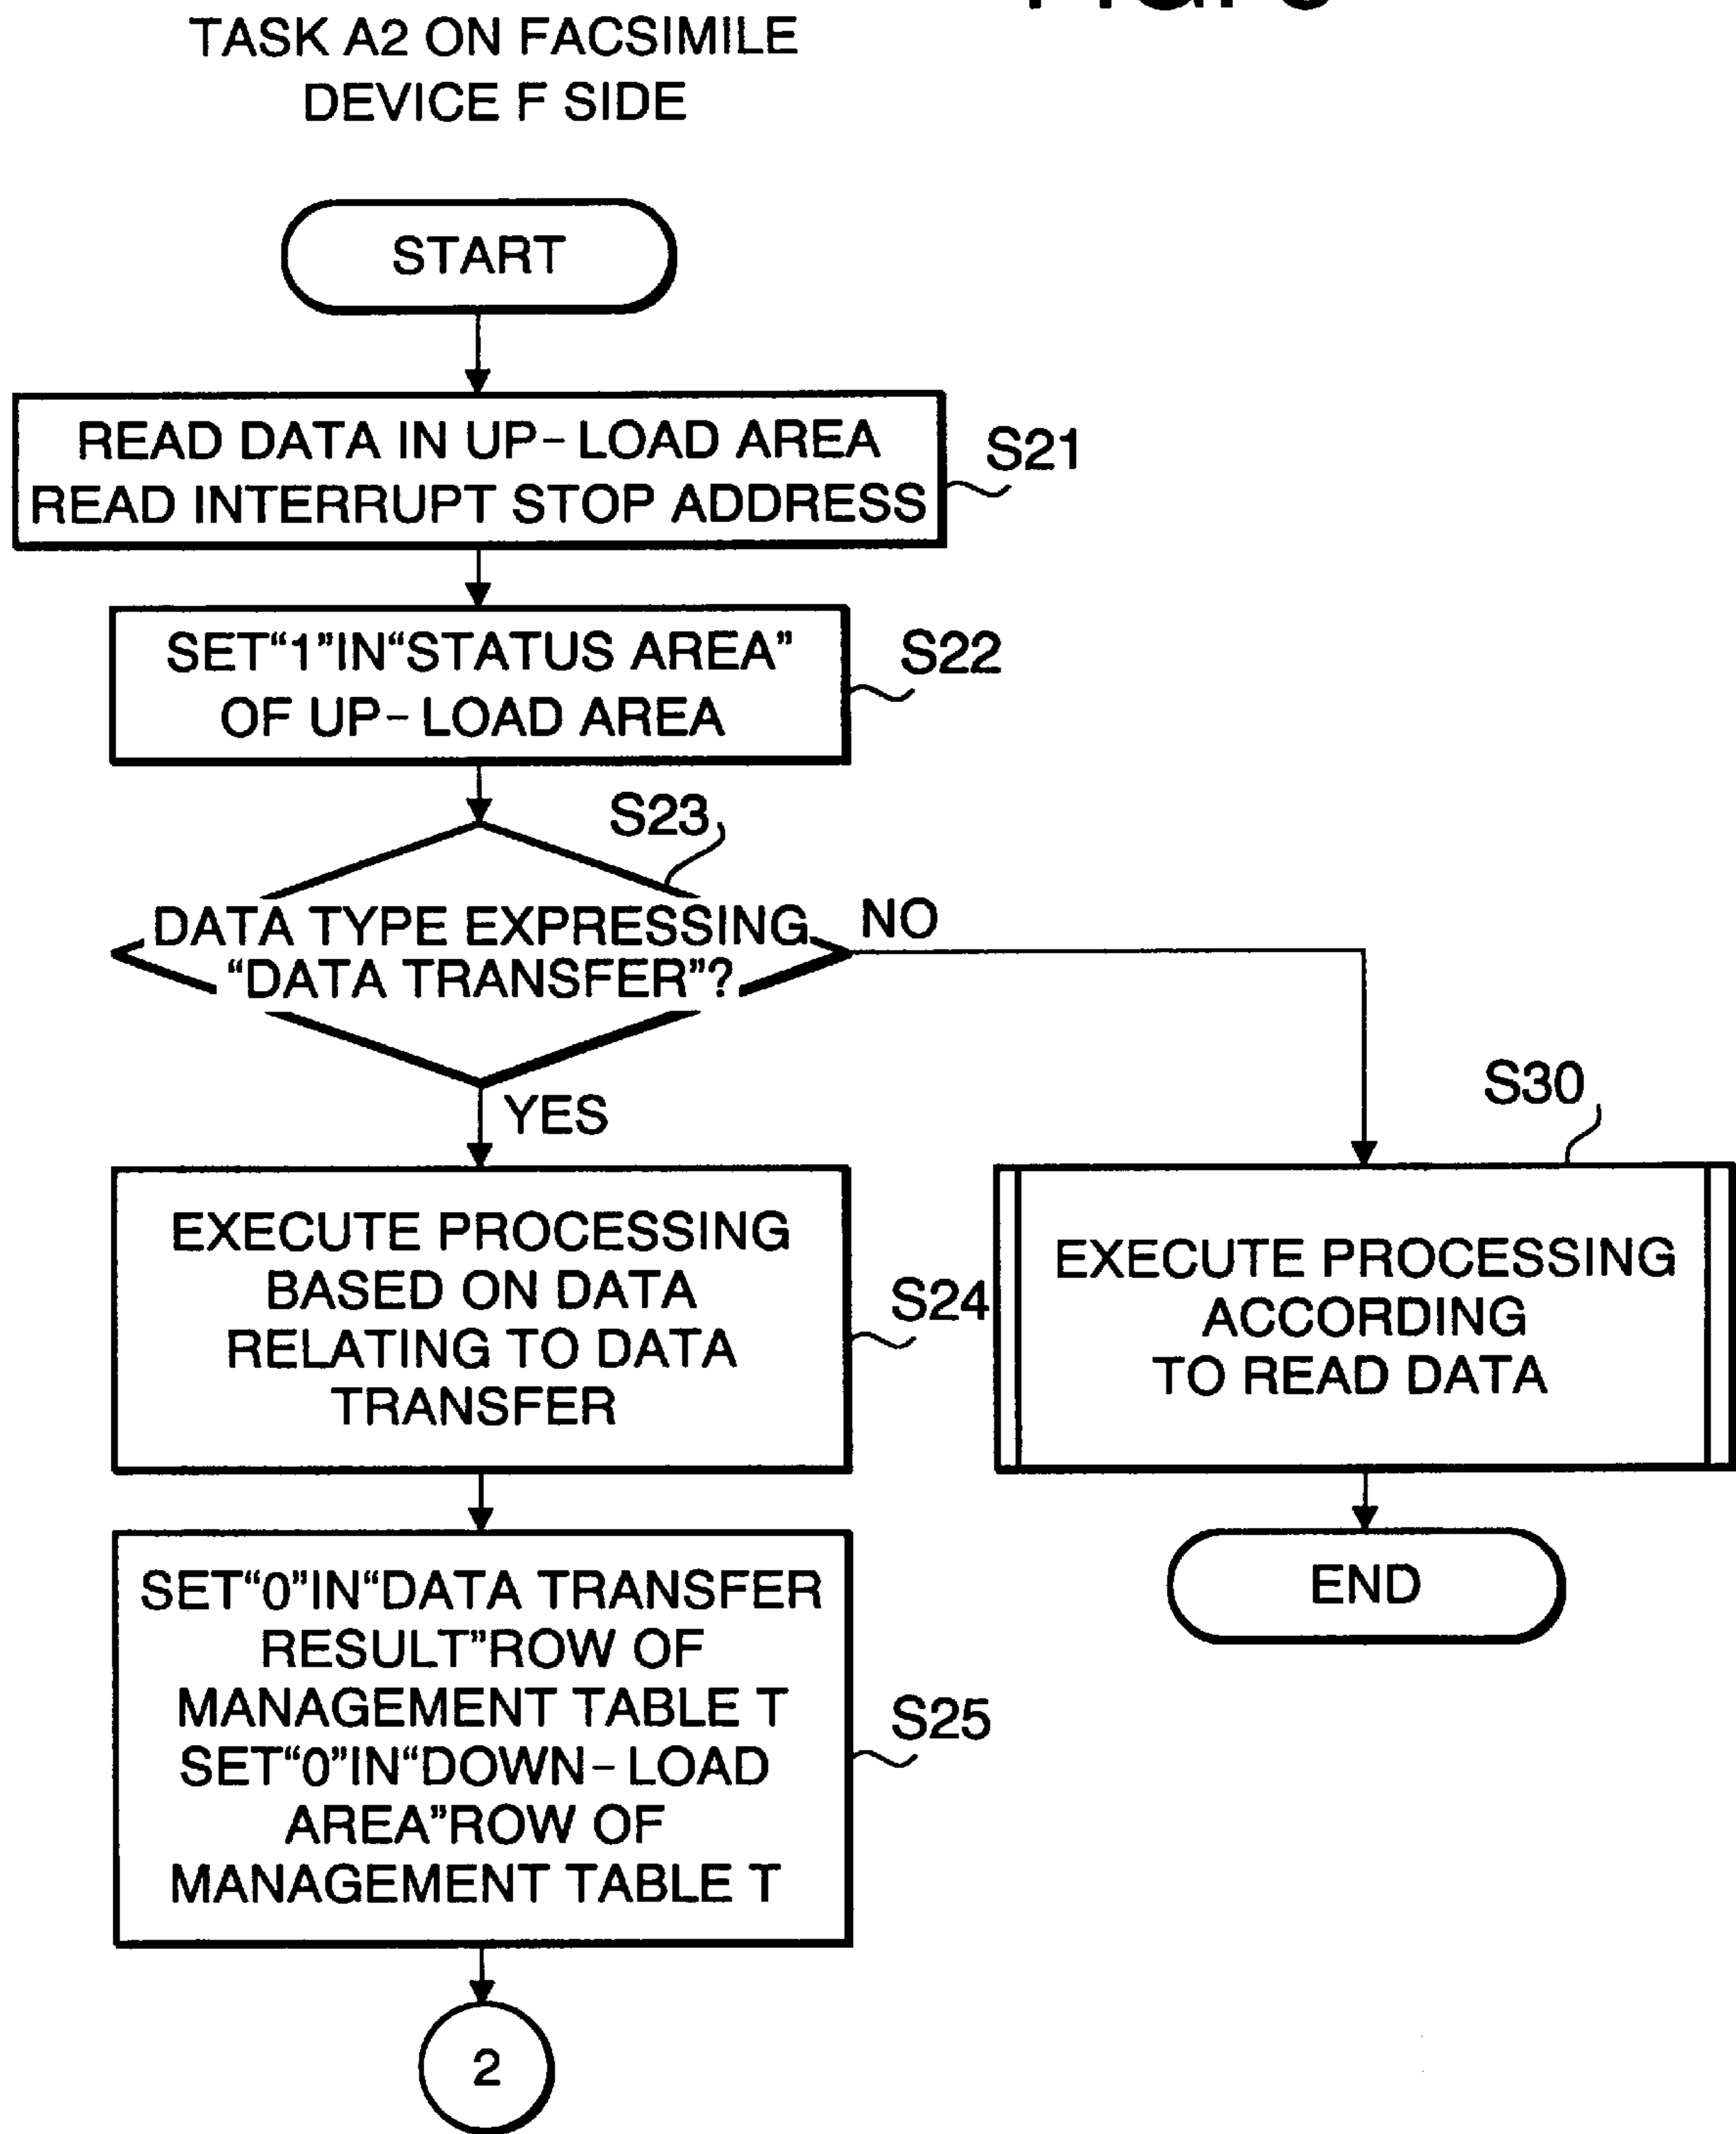 TASK A2 ON FACSIMILE
DEVICE F SIDE
START
READ DATA IN UP-LOAD AREA
READ INTERRUPT STOP ADDRESS
S21
SET“1”IN“STATUS AREA”
OF UP-LOAD AREA
S22
S23
DATA TYPE EXPRESSING
“DATA TRANSFER”?
NO
YES
S30
EXECUTE PROCESSING
BASED ON DATA
RELATING TO DATA
TRANSFER
S24
EXECUTE PROCESSING
ACCORDING
TO READ DATA
SET“0”IN“DATA TRANSFER
RESULT”ROW OF
MANAGEMENT TABLE T
SET“0”IN“DOWN-LOAD
AREA”ROW OF
MANAGEMENT TABLE T
S25
END
2